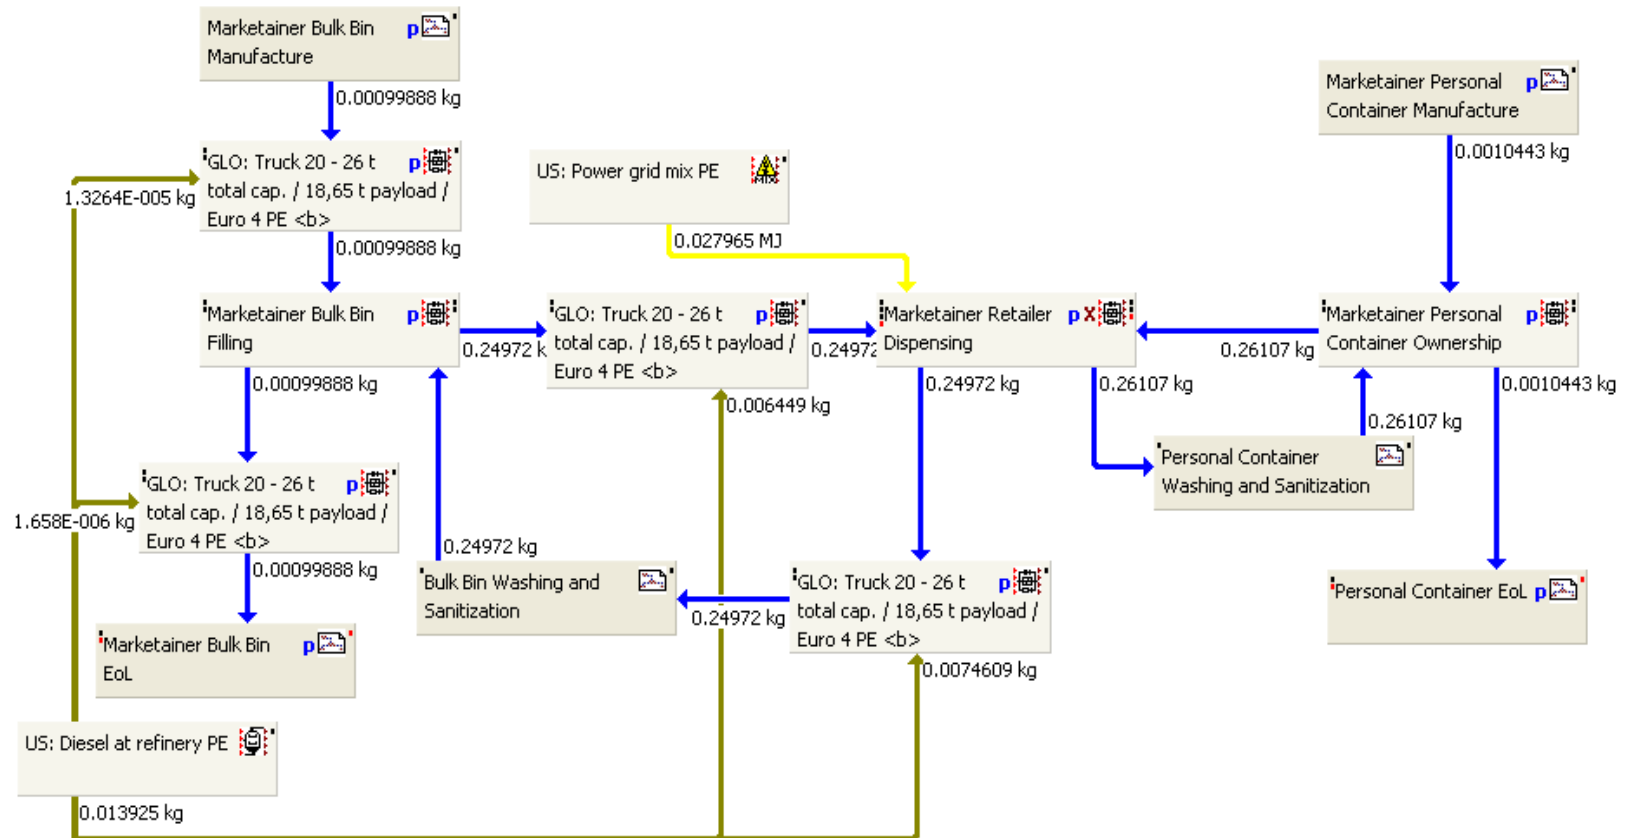 Marketainer Bulk Bin
Manufacture
p
0.00099888 kg
Marketainer Personal
Container Manufacture
p
0.0010443 kg
GLO: Truck 20 - 26 t
total cap. / 18,65 t payload /
Euro 4 PE <b>
p
1.3264E-005 kg
0.00099888 kg
US: Power grid mix PE
MIX
0.027965 MJ
Marketainer Bulk Bin
Filling
p
0.24972 k
0.00099888 kg
GLO: Truck 20 - 26 t
total cap. / 18,65 t payload /
Euro 4 PE <b>
p
0.24972
0.006449 kg
Marketainer Retailer
Dispensing
p X
0.24972 kg
0.26107 kg
0.26107 kg
Marketainer Personal
Container Ownership
p
0.0010443 kg
0.26107 kg
Personal Container
Washing and Sanitization
GLO: Truck 20 - 26 t
total cap. / 18,65 t payload /
Euro 4 PE <b>
p
1.658E-006 kg
0.00099888 kg
0.24972 kg
Bulk Bin Washing and
Sanitization
0.24972 kg
GLO: Truck 20 - 26 t
total cap. / 18,65 t payload /
Euro 4 PE <b>
p
0.0074609 kg
Personal Container EoL
p
Marketainer Bulk Bin
EoL
p
US: Diesel at refinery PE
0.013925 kg